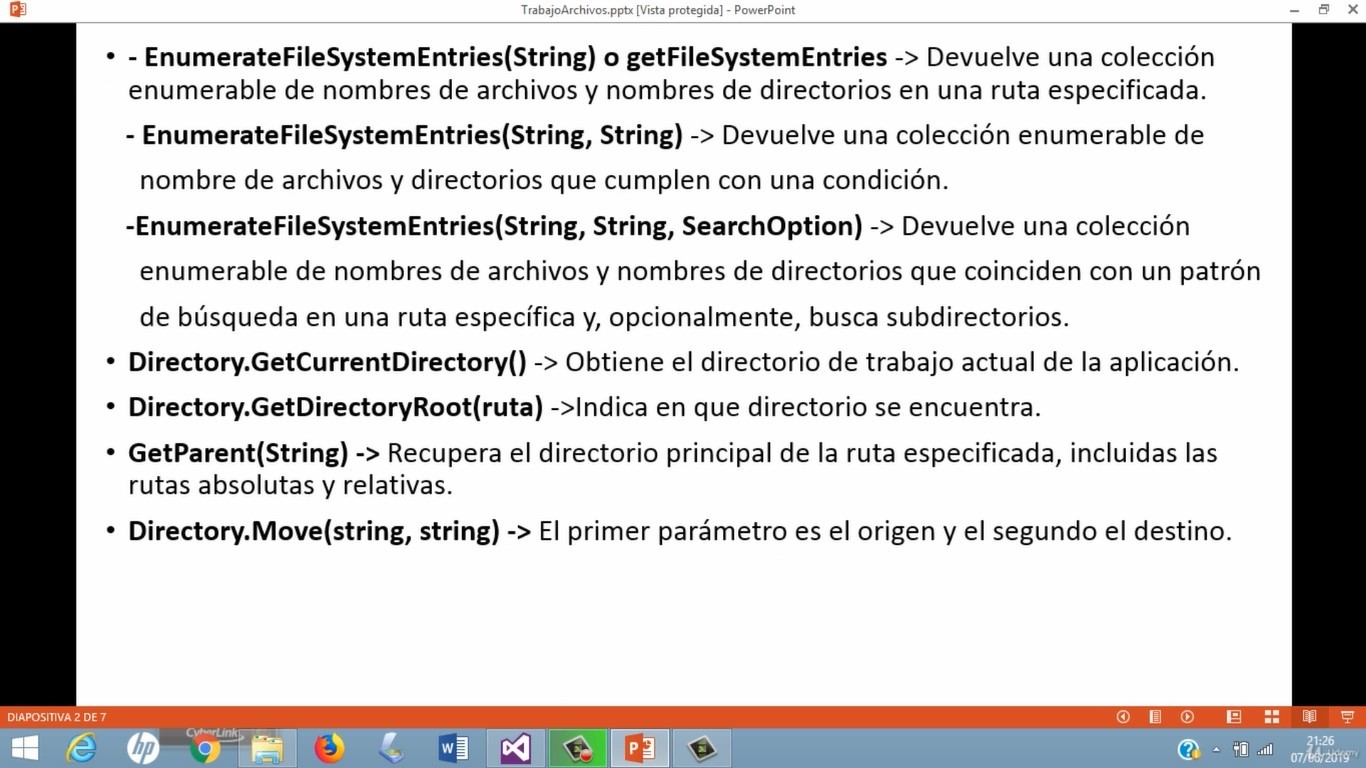 TrabajoArchivos.pptx [Vista protegida] - PowerPoint
• - EnumerateFileSystemEntries(String) o getFileSystemEntries -> Devuelve una colección
enumerable de nombres de archivos y nombres de directorios en una ruta especificada.
- EnumerateFileSystemEntries(String, String) -> Devuelve una colección enumerable de
nombre de archivos y directorios que cumplen con una condición.
-EnumerateFileSystemEntries(String, String, SearchOption) -> Devuelve una colección
enumerable de nombres de archivos y nombres de directorios que coinciden con un patrón
de búsqueda en una ruta específica y, opcionalmente, busca subdirectorios.
• Directory.GetCurrentDirectory() -> Obtiene el directorio de trabajo actual de la aplicación.
• Directory.GetDirectoryRoot(ruta) ->Indica en que directorio se encuentra.
• GetParent(String) -> Recupera el directorio principal de la ruta especificada, incluidas las
rutas absolutas y relativas.
• Directory.Move(string, string) -> El primer parámetro es el origen y el segundo el destino.
DIAPOSITIVA 2 DE 7
CyberLink
hp
21:26
07/08/2019
Udemy